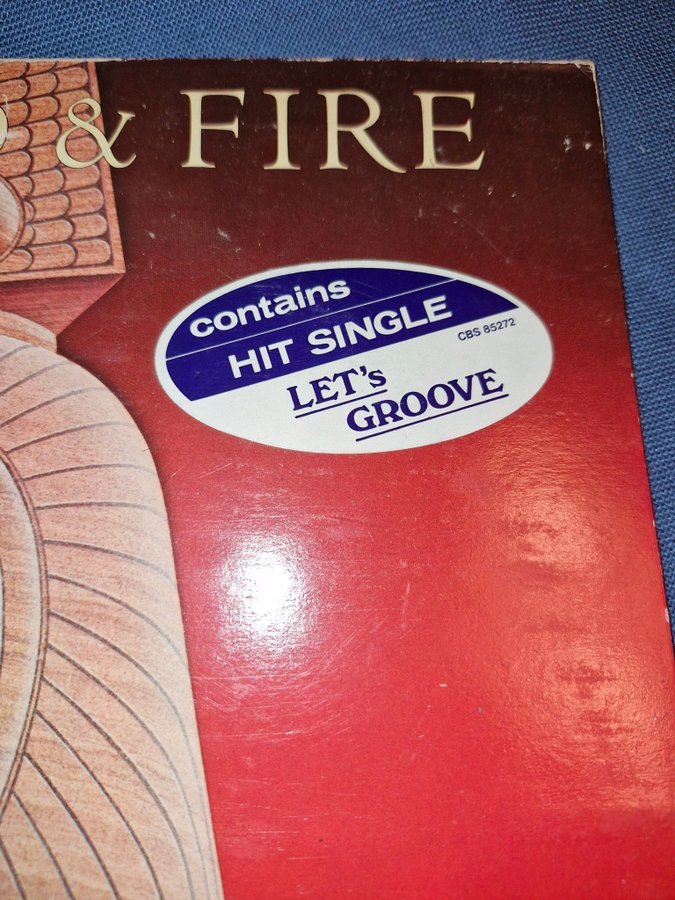 & FIRE
contains
HIT SINGLE
CBS 85272
LET's
GROOVE